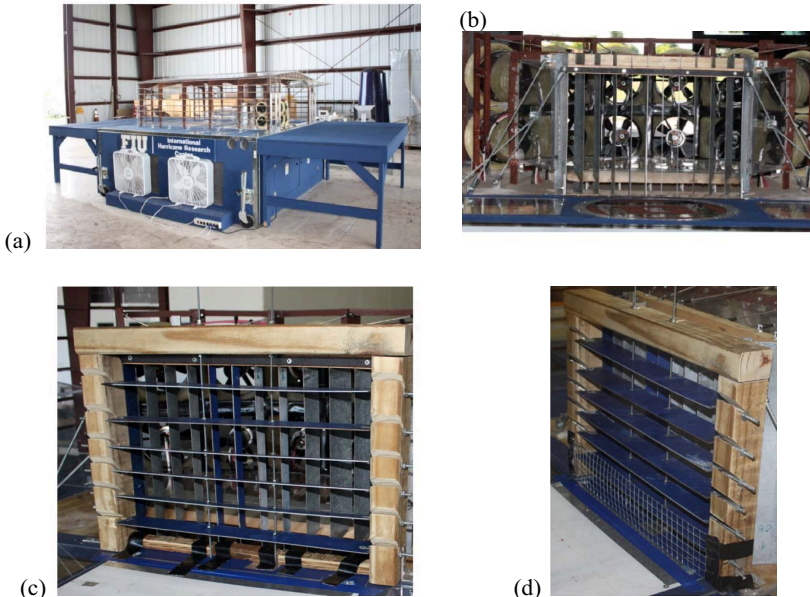 (b)
FIU
International
Hurricane Research
Center
(a)
(c)
(d)